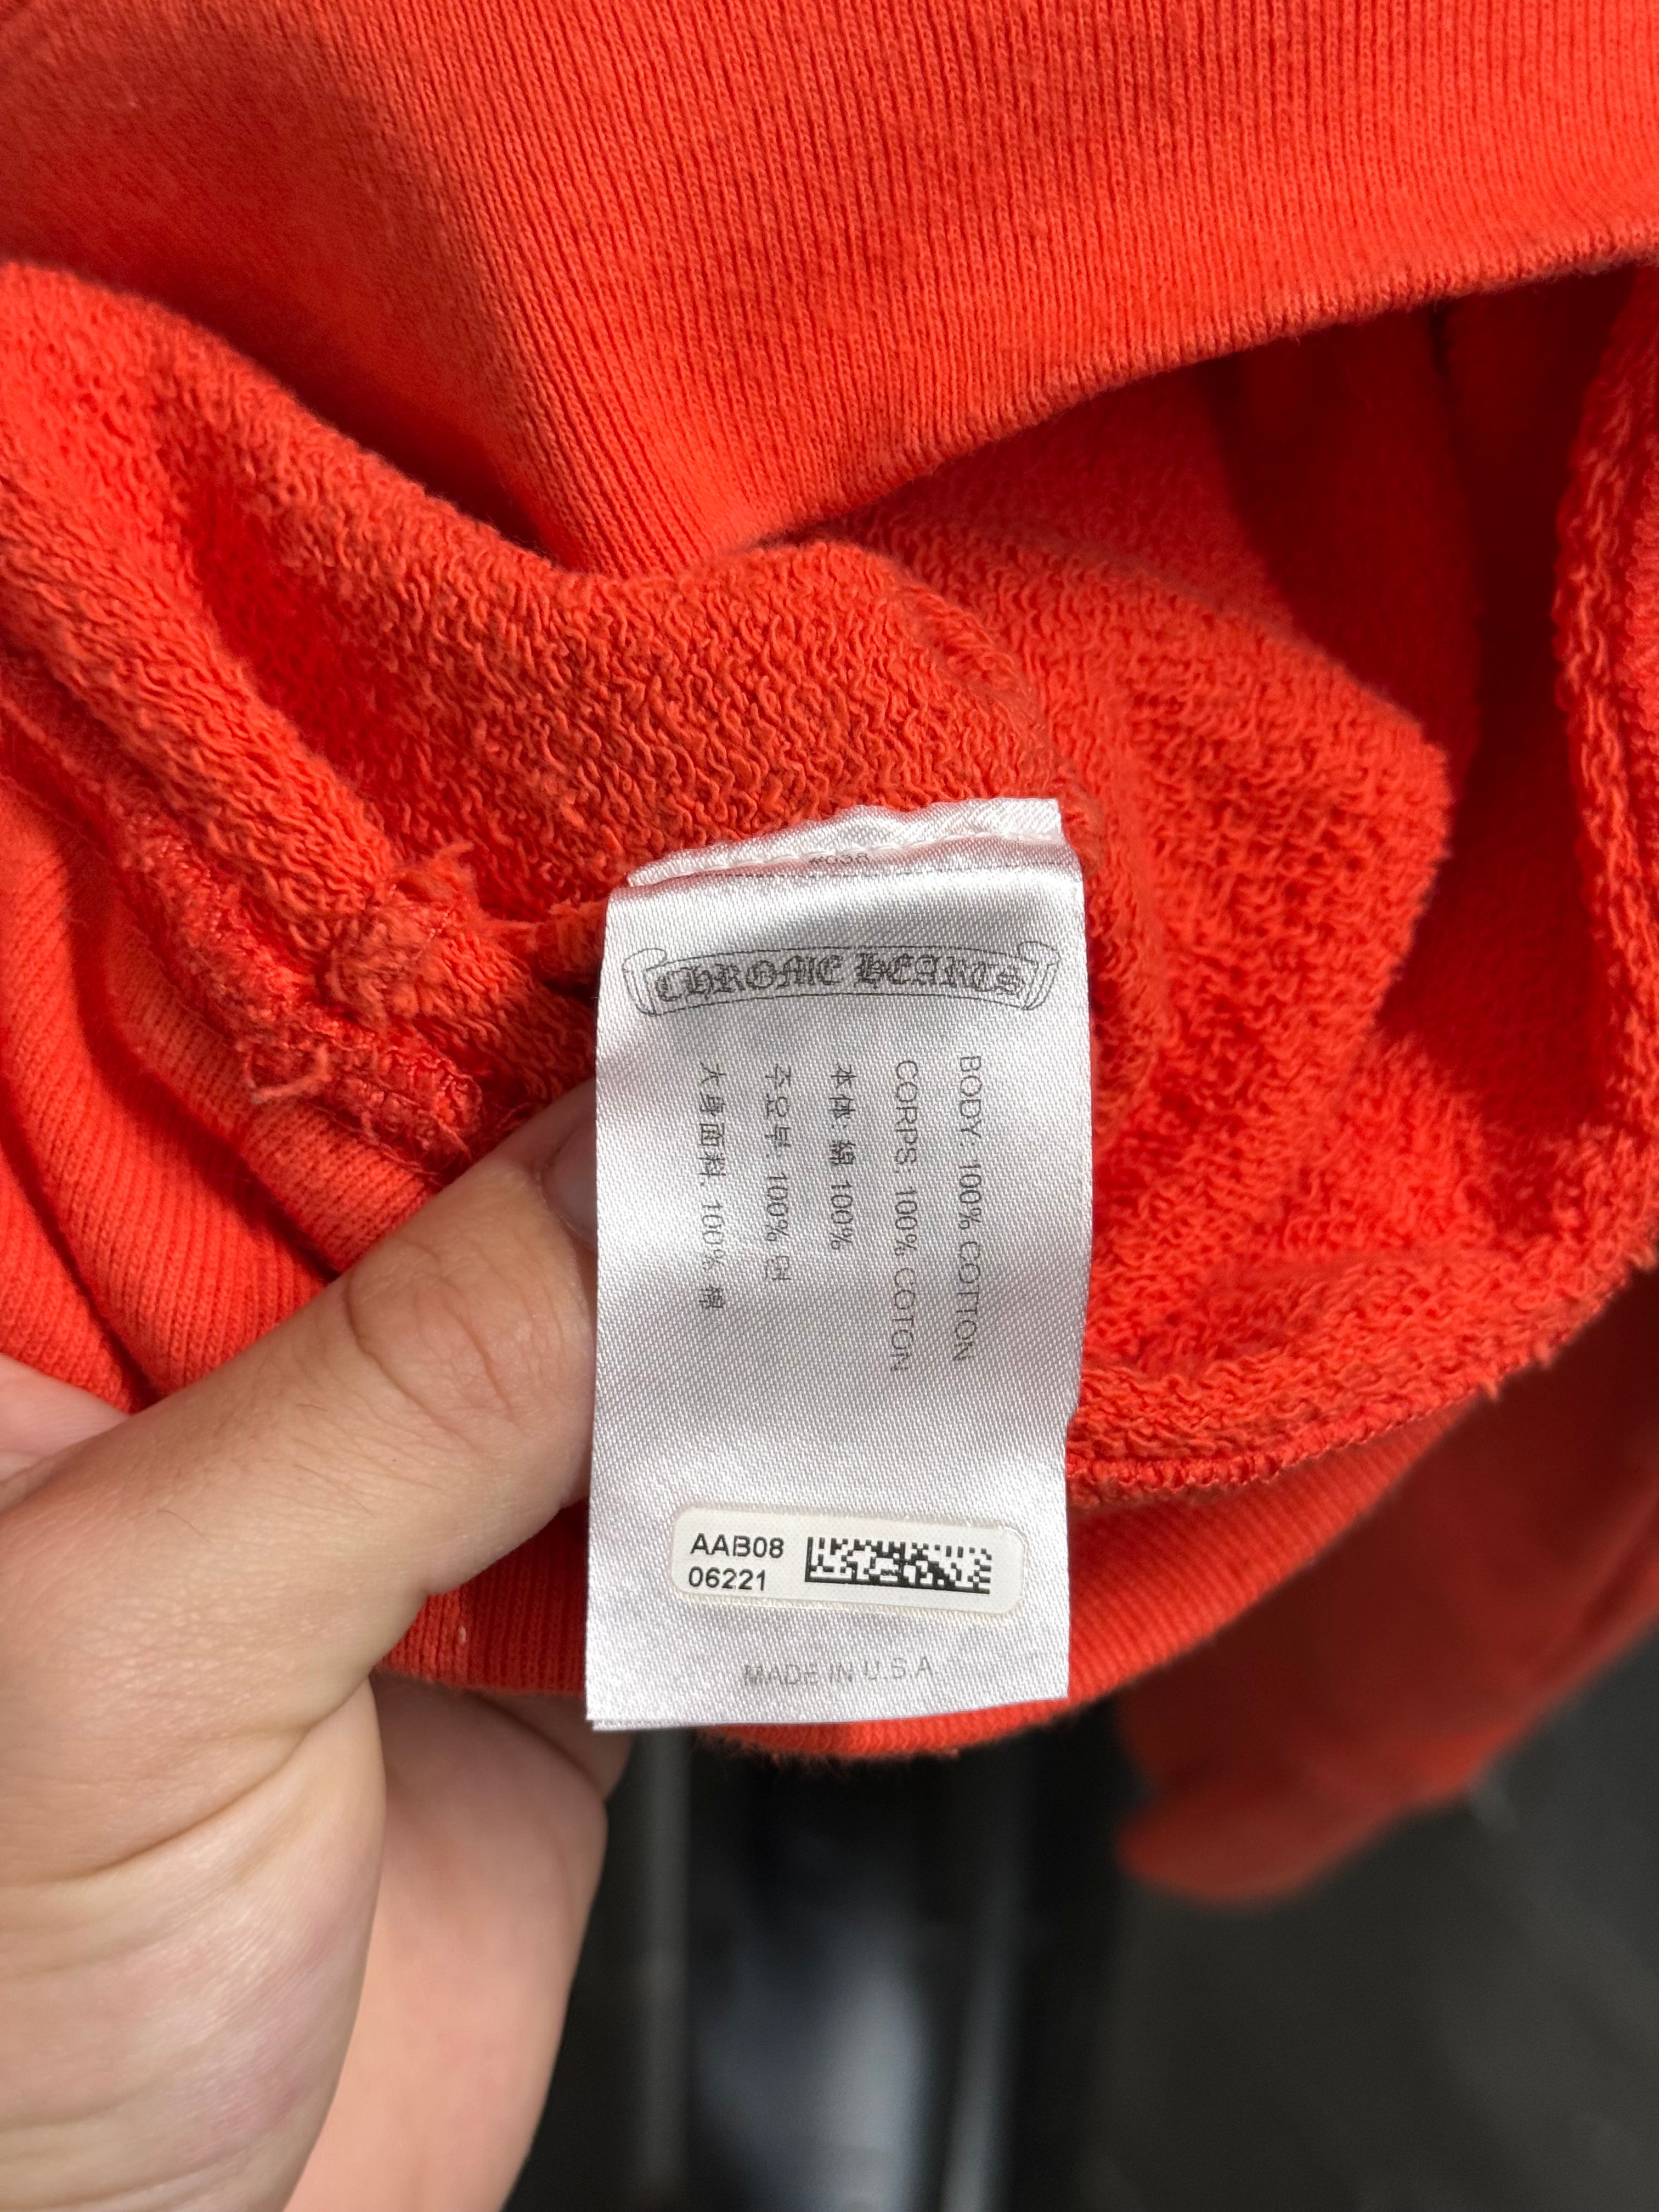 CHROME HEARTS
BODY: 100% COTTON
CORPS. 100% COTON
本体: 綿 100%
주요부. 100% 면
大身面料. 100% 棉
AAB08
06221
MADE IN U.S.A.